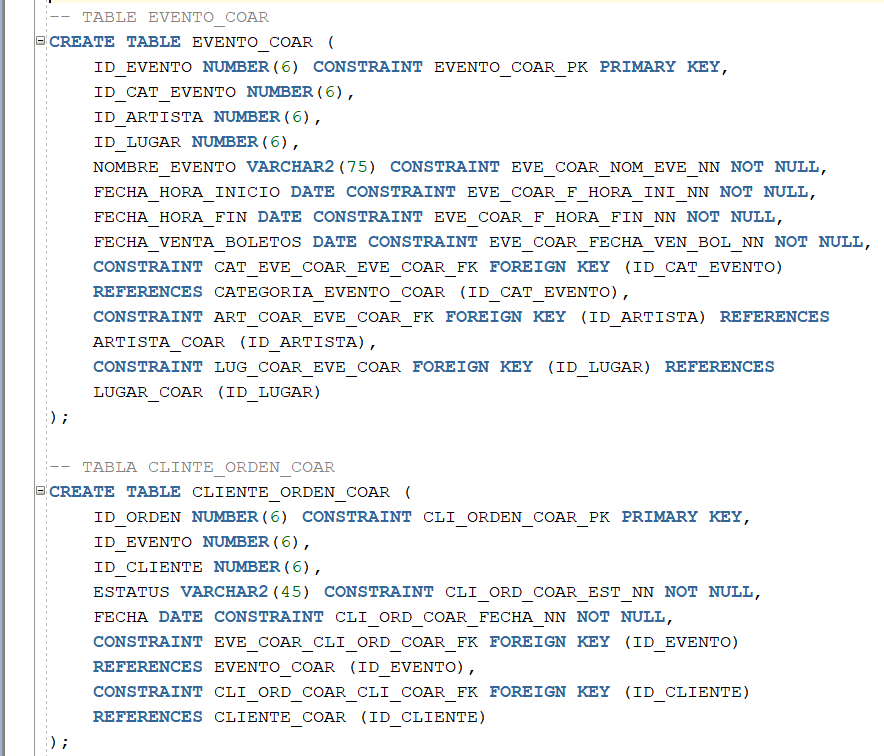 -- TABLE EVENTO_COAR
CREATE TABLE EVENTO_COAR (
ID_EVENTO NUMBER(6) CONSTRAINT EVENTO_COAR_PK PRIMARY KEY,
ID_CAT_EVENTO NUMBER(6),
ID_ARTISTA NUMBER(6),
ID_LUGAR NUMBER(6),
NOMBRE_EVENTO VARCHAR2(75) CONSTRAINT EVE_COAR_NOM_EVE_NN NOT NULL,
FECHA_HORA_INICIO DATE CONSTRAINT EVE_COAR_F_HORA_INI_NN NOT NULL,
FECHA_HORA_FIN DATE CONSTRAINT EVE_COAR_F_HORA_FIN_NN NOT NULL,
FECHA_VENTA_BOLETOS DATE CONSTRAINT EVE_COAR_FECHA_VEN_BOL_NN NOT NULL,
CONSTRAINT CAT_EVE_COAR_EVE_COAR_FK FOREIGN KEY (ID_CAT_EVENTO)
REFERENCES CATEGORIA_EVENTO_COAR (ID_CAT_EVENTO),
CONSTRAINT ART_COAR_EVE_COAR_FK FOREIGN KEY (ID_ARTISTA) REFERENCES
ARTISTA_COAR (ID_ARTISTA),
CONSTRAINT LUG_COAR_EVE_COAR FOREIGN KEY (ID_LUGAR) REFERENCES
LUGAR_COAR (ID_LUGAR)
);
-- TABLA CLINTE_ORDEN_COAR
CREATE TABLE CLIENTE_ORDEN_COAR (
ID_ORDEN NUMBER(6) CONSTRAINT CLI_ORDEN_COAR_PK PRIMARY KEY,
ID_EVENTO NUMBER(6),
ID_CLIENTE NUMBER(6),
ESTATUS VARCHAR2(45) CONSTRAINT CLI_ORD_COAR_EST_NN NOT NULL,
FECHA DATE CONSTRAINT CLI_ORD_COAR_FECHA_NN NOT NULL,
CONSTRAINT EVE_COAR_CLI_ORD_COAR_FK FOREIGN KEY (ID_EVENTO)
REFERENCES EVENTO_COAR (ID_EVENTO),
CONSTRAINT CLI_ORD_COAR_CLI_COAR_FK FOREIGN KEY (ID_CLIENTE)
REFERENCES CLIENTE_COAR (ID_CLIENTE)
);